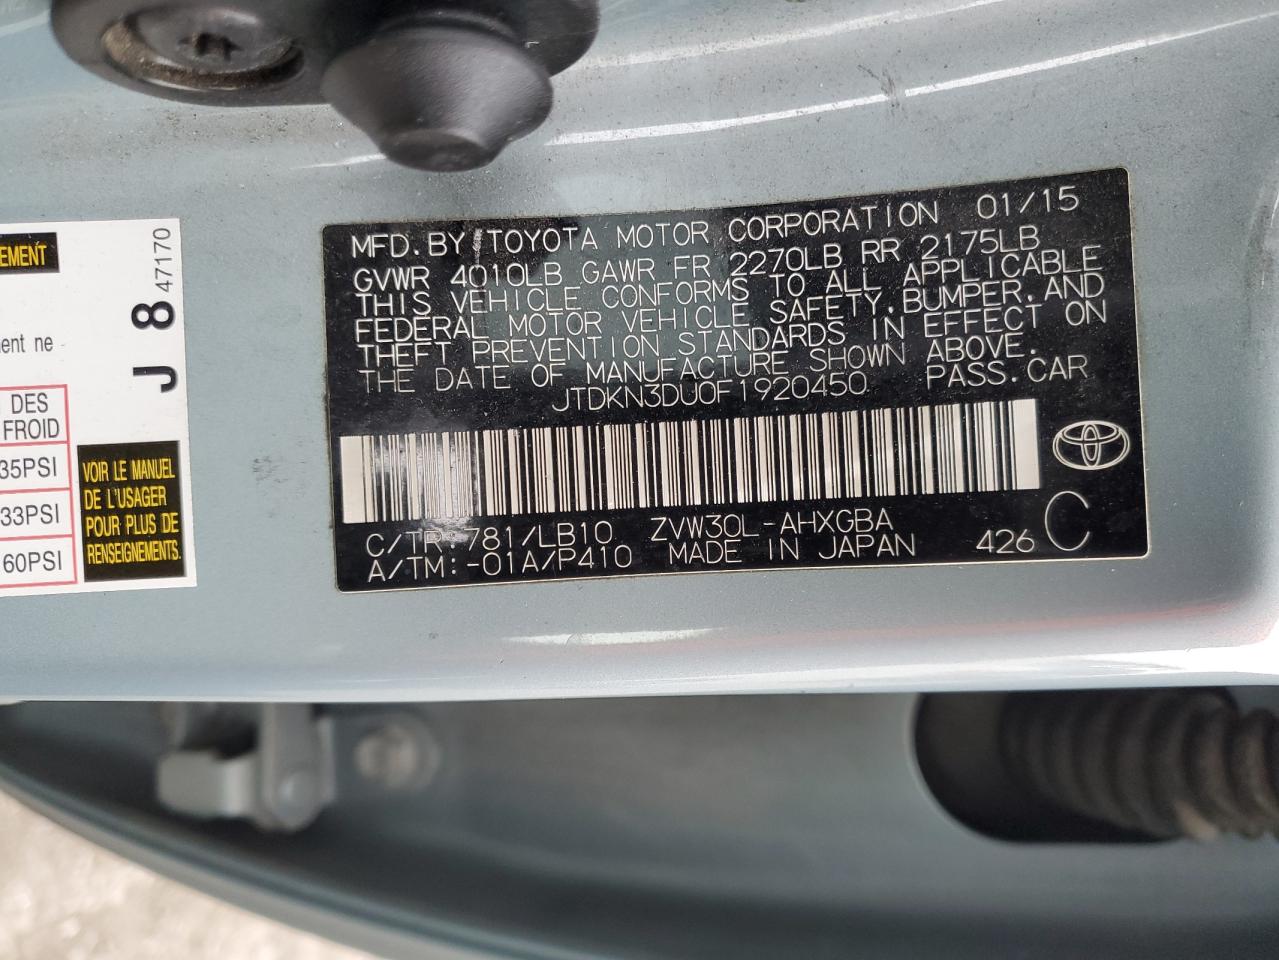 EMENT
ment ne
DES
FROID
35PSI
33PSI
60PSI
J 8 47170
VOIR LE MANUEL
DE L'USAGER
POUR PLUS DE
RENSEIGNEMENTS.
MFD. BY TOYOTA MOTOR CORPORATION 01/15
GVWR 4010LB GAWR FR 2270LB RR 2175LB
THIS VEHICLE CONFORMS TO ALL APPLICABLE
FEDERAL MOTOR VEHICLE SAFETY, BUMPER, AND
THEFT PREVENTION STANDARDS IN EFFECT ON
THE DATE OF MANUFACTURE SHOWN ABOVE.
JTDKN3DU0F1920450 PASS. CAR
C/TR: 781/LB10 ZVW30L-AHXGBA
A/TM: -01A/P410 MADE IN JAPAN 426 C